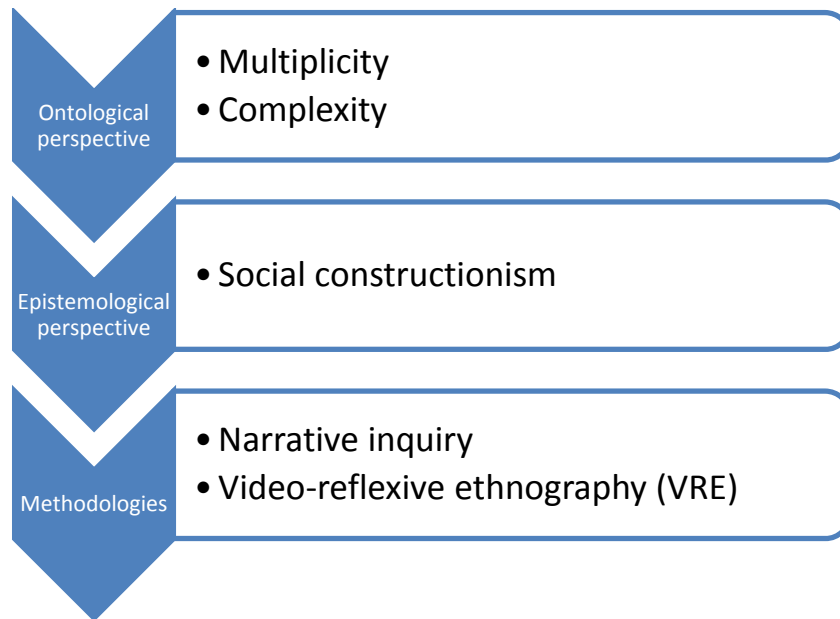 Ontological
perspective
• Multiplicity
• Complexity
Epistemological
perspective
• Social constructionism
Methodologies
• Narrative inquiry
• Video-reflexive ethnography (VRE)